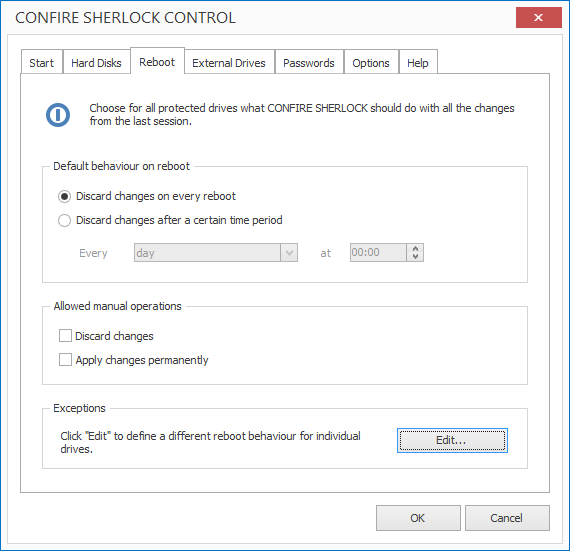 CONFIRE SHERLOCK CONTROL
Start Hard Disks Reboot External Drives Passwords Options Help
Choose for all protected drives what CONFIRE SHERLOCK should do with all the changes
from the last session.
Default behaviour on reboot
Discard changes on every reboot
Discard changes after a certain time period
Every day at 00:00
Allowed manual operations
Discard changes
Apply changes permanently
Exceptions
Click "Edit" to define a different reboot behaviour for individual
drives.
Edit...
OK Cancel